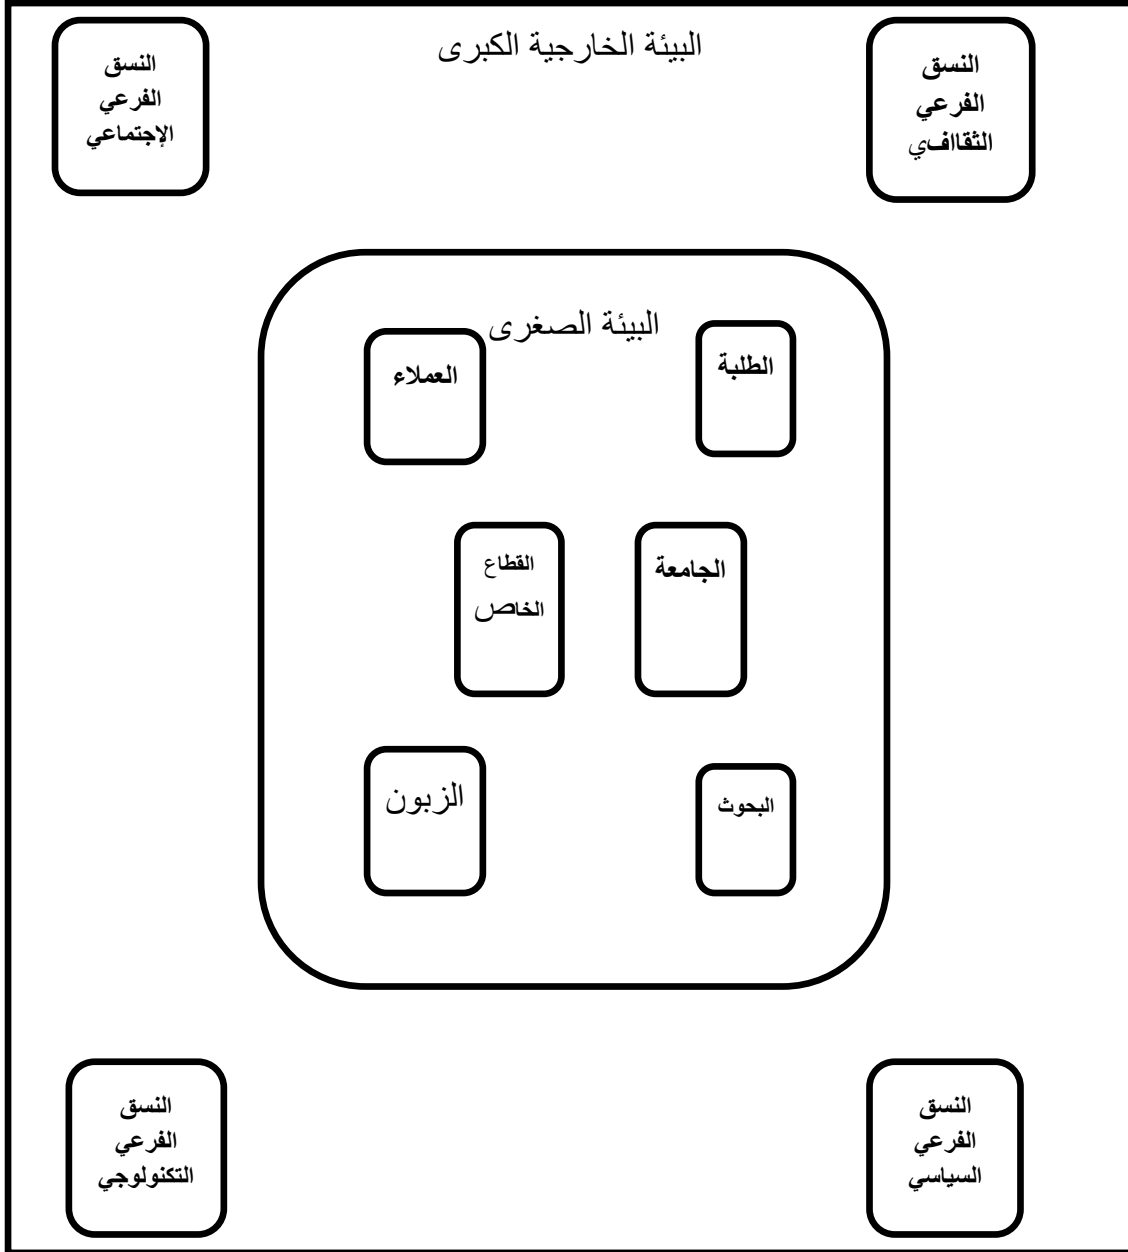 البيئة الخارجية الكبرى
النسق
الفرعي
الثقاافي
النسق
الفرعي
الإجتماعي
البيئة الصغرى
الطلبة
العملاء
الجامعة
القطاع
الخاص
البحوث
الزبون
النسق
الفرعي
السياسي
النسق
الفرعي
التكنولوجي